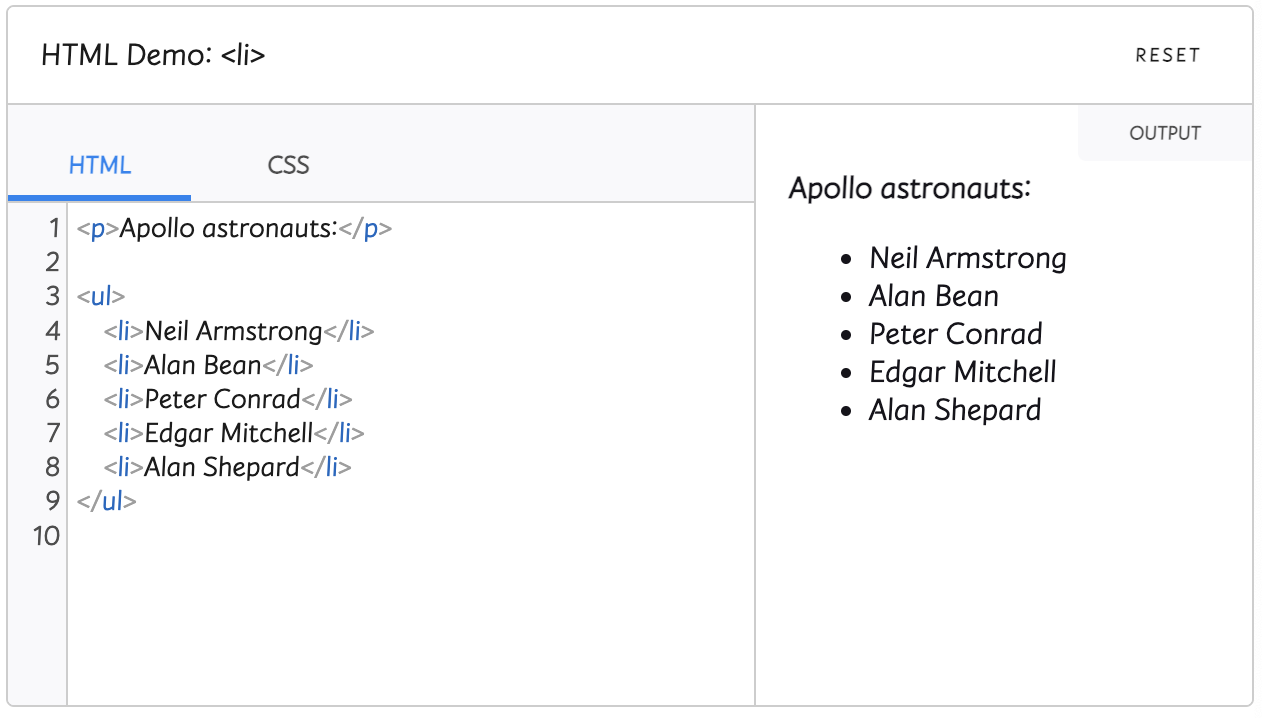 HTML Demo: <li>
RESET
HTML
CSS
1 <p>Apollo astronauts:</p>
2
3 <ul>
4 <li>Neil Armstrong</li>
5 <li>Alan Bean</li>
6 <li>Peter Conrad</li>
7 <li>Edgar Mitchell</li>
8 <li>Alan Shepard</li>
9 </ul>
10
OUTPUT
Apollo astronauts:
• Neil Armstrong
• Alan Bean
• Peter Conrad
• Edgar Mitchell
• Alan Shepard